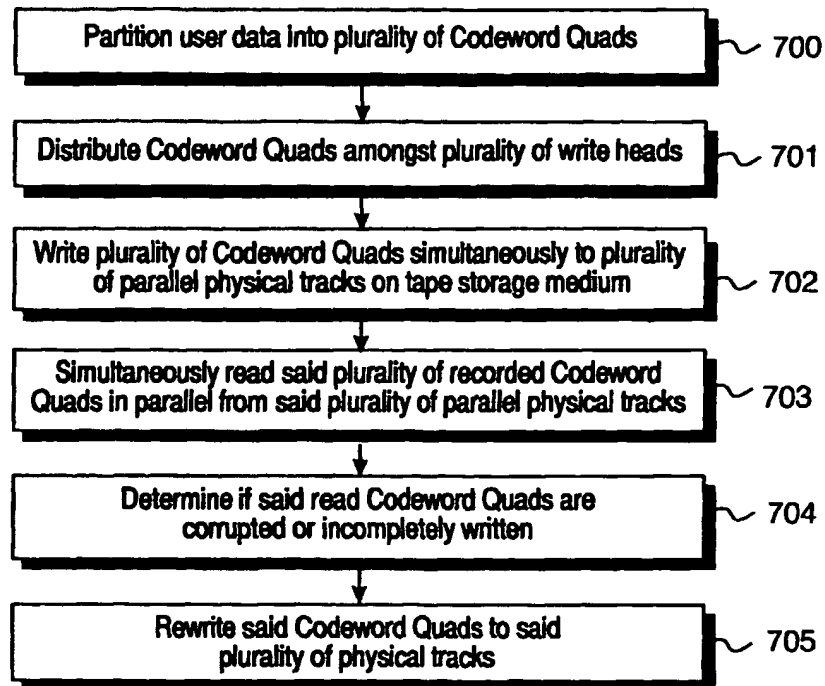 Partition user data into plurality of Codeword Quads
700
Distribute Codeword Quads amongst plurality of write heads
701
Write plurality of Codeword Quads simultaneously to plurality
of parallel physical tracks on tape storage medium
702
Simultaneously read said plurality of recorded Codeword
Quads in parallel from said plurality of parallel physical tracks
703
Determine if said read Codeword Quads are
corrupted or incompletely written
704
Rewrite said Codeword Quads to said
plurality of physical tracks
705